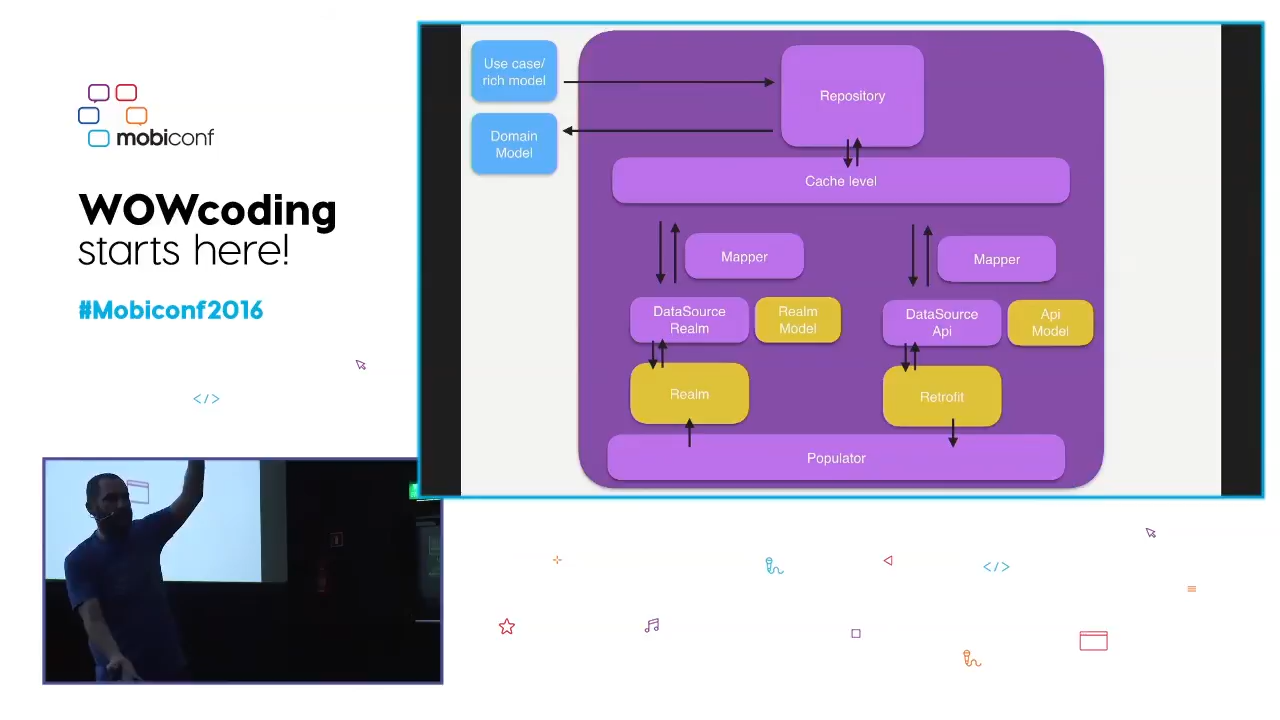 mobiconf
WOWcoding
starts here!
#Mobiconf2016
</>
Use case/
rich model
Domain
Model
Repository
Cache level
Mapper
Mapper
DataSource
Realm
Realm
Model
DataSource
Api
Api
Model
Realm
Retrofit
Populator
</>